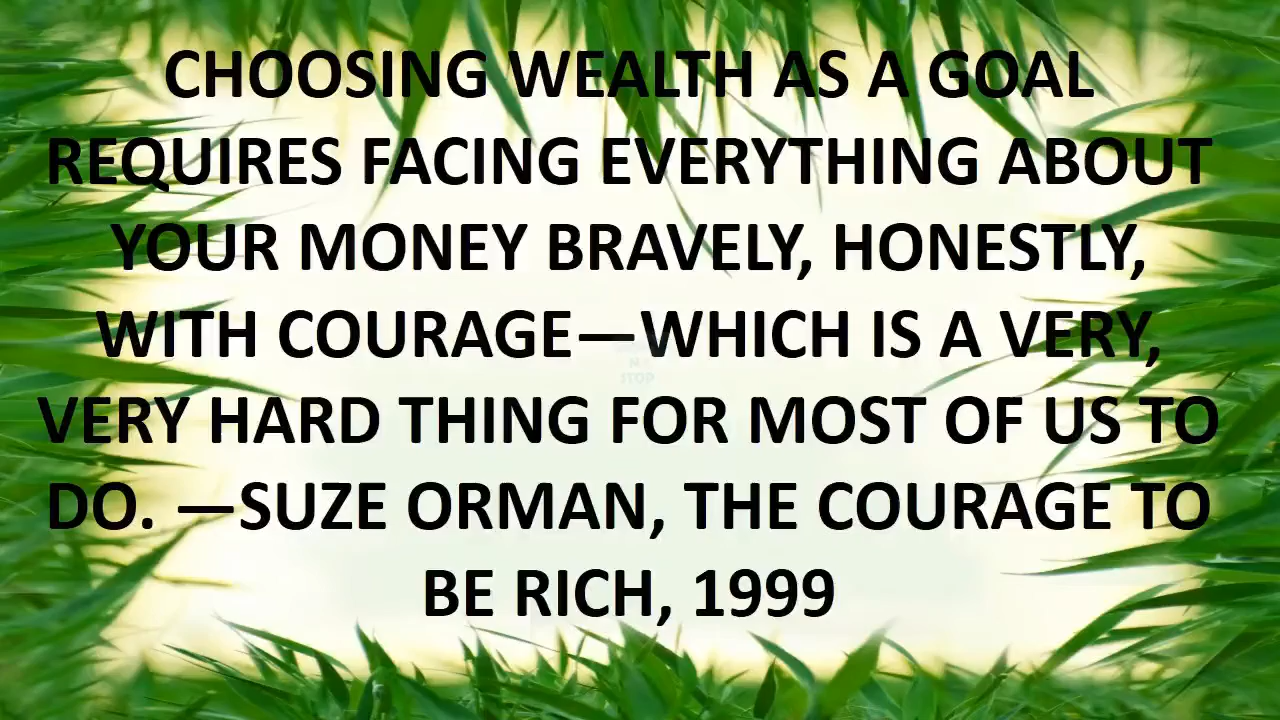 CHOOSING WEALTH AS A GOAL
REQUIRES FACING EVERYTHING ABOUT
YOUR MONEY BRAVELY, HONESTLY,
WITH COURAGE—WHICH IS A VERY,
VERY HARD THING FOR MOST OF US TO
DO. —SUZE ORMAN, THE COURAGE TO
BE RICH, 1999
N
STOP